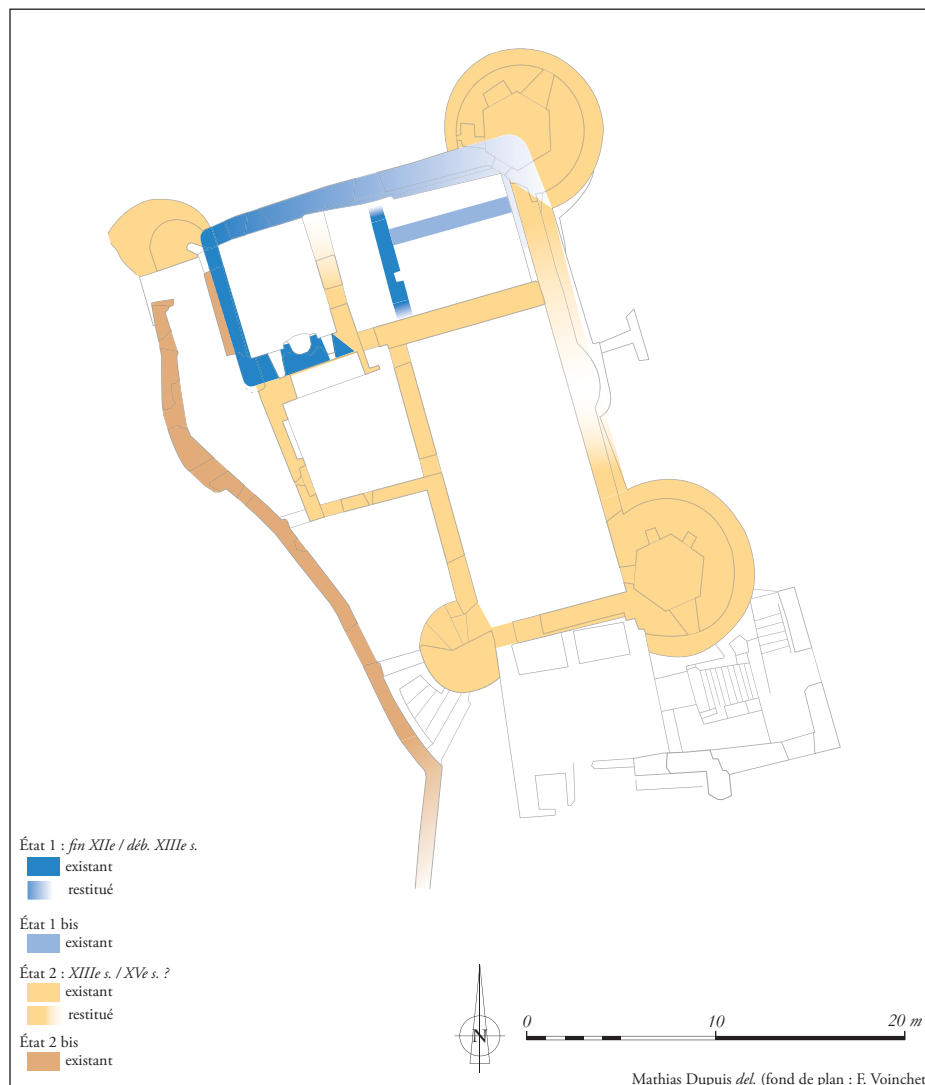 État 1 : fin XIIe / déb. XIIIe s.
existant
restitué
État 1 bis
existant
État 2 : XIIIe s. / XVe s. ?
existant
restitué
État 2 bis
existant
N
0 10 20 m
Mathias Dupuis del. (fond de plan : F. Voinchet